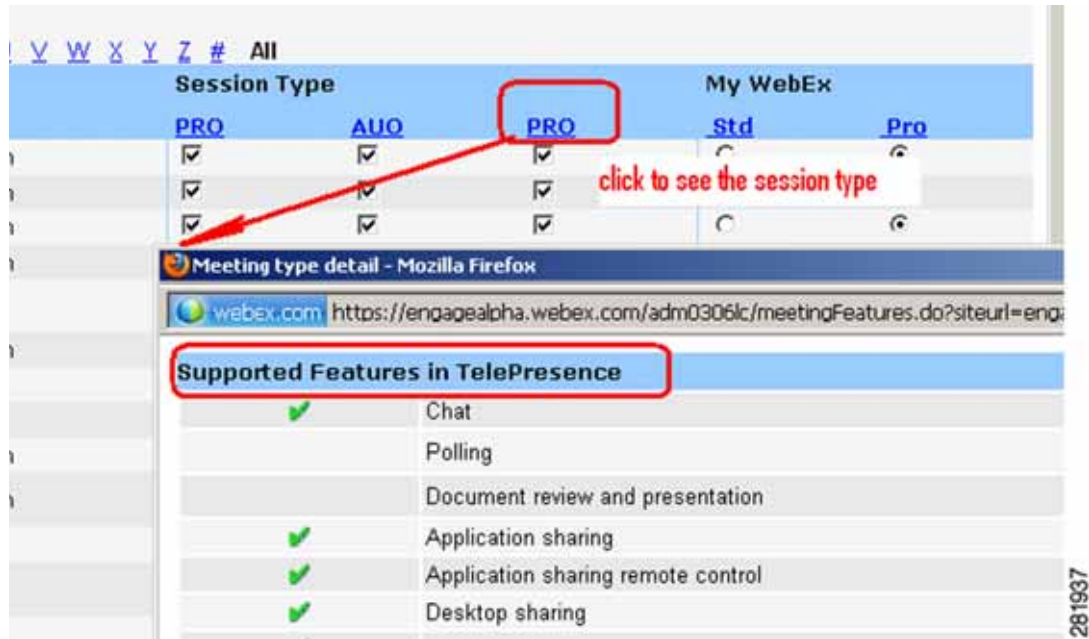 V W X Y Z # All
Session Type My WebEx
PRO AUO PRO Std Pro
click to see the session type
Meeting type detail - Mozilla Firefox
webex.com https://engagealpha.webex.com/adm0306lc/meetingFeatures.do?siteurl=enga
Supported Features in TelePresence
Chat
Polling
Document review and presentation
Application sharing
Application sharing remote control
Desktop sharing
281937